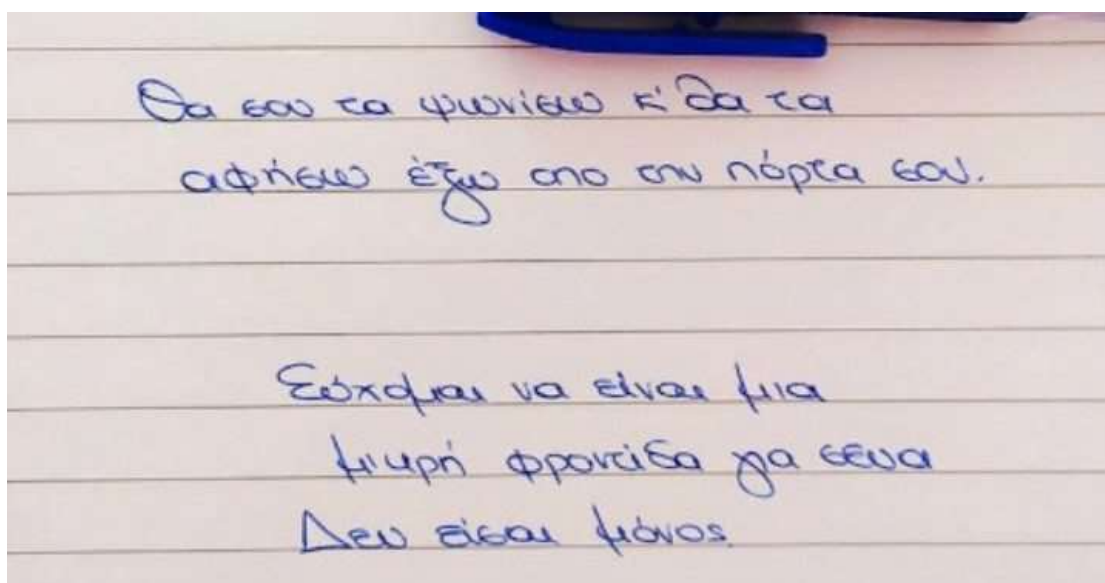 Θα σου τα ψωνίσω κ' θα τα
αφήσω έξω απο την πόρτα σου.
Εύχομαι να είναι μια
μικρή φροντίδα για σένα
Δεν είσαι μόνος.